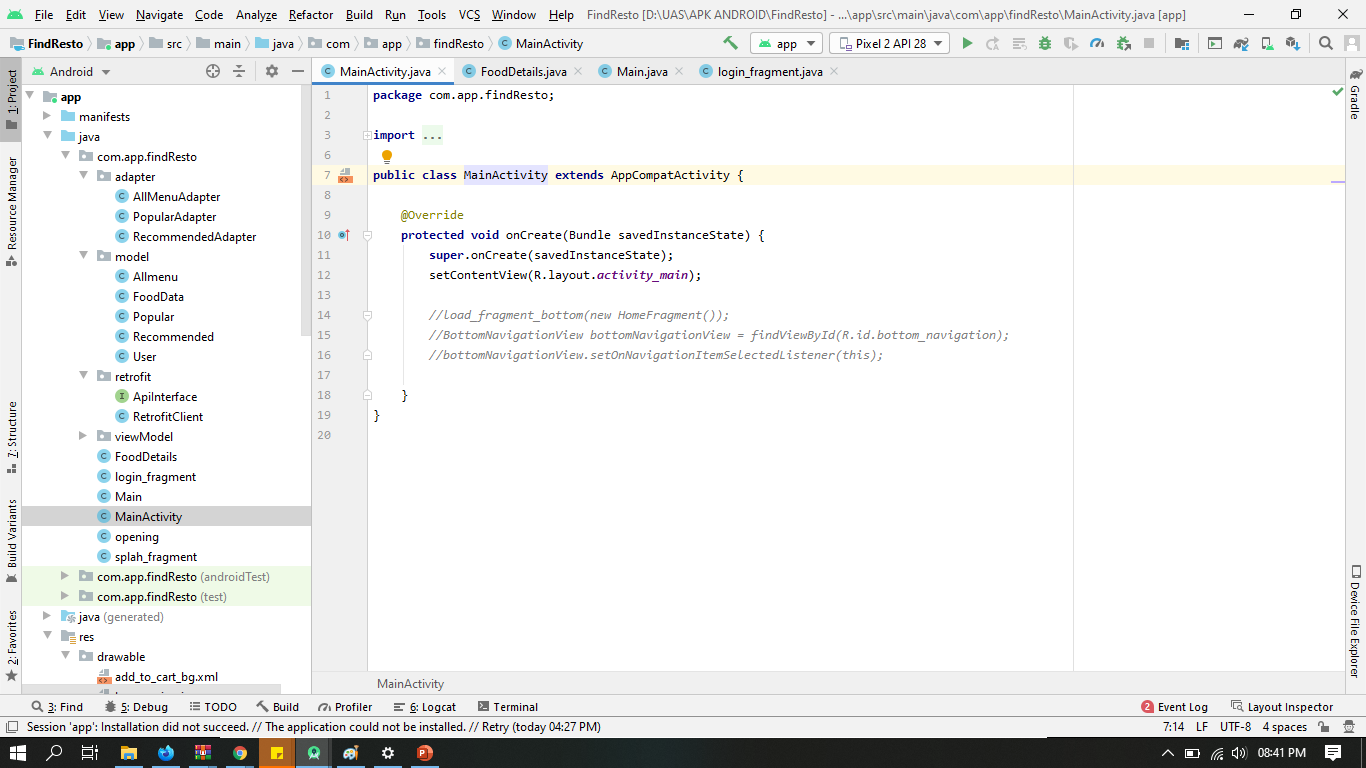 File Edit View Navigate Code Analyze Refactor Build Run Tools VCS Window Help FindResto [D:\UAS\APK ANDROID\FindResto] - ...\app\src\main\java\com\app\findResto\MainActivity.java [app]
FindResto app src main java com app findResto MainActivity app Pixel 2 API 28
Android
MainActivity.java FoodDetails.java Main.java login_fragment.java
1: Project
Resource Manager
7: Structure
Build Variants
2: Favorites
app
manifests
java
com.app.findResto
adapter
AllMenuAdapter
PopularAdapter
RecommendedAdapter
model
Allmenu
FoodData
Popular
Recommended
User
retrofit
ApiInterface
RetrofitClient
viewModel
FoodDetails
login_fragment
Main
MainActivity
opening
splah_fragment
com.app.findResto (androidTest)
com.app.findResto (test)
java (generated)
res
drawable
add_to_cart_bg.xml
1 package com.app.findResto;
2
3 import ...
6
7 public class MainActivity extends AppCompatActivity {
8
9 @Override
10 protected void onCreate(Bundle savedInstanceState) {
11 super.onCreate(savedInstanceState);
12 setContentView(R.layout.activity_main);
13
14 //load_fragment_bottom(new HomeFragment());
15 //BottomNavigationView bottomNavigationView = findViewById(R.id.bottom_navigation);
16 //bottomNavigationView.setOnNavigationItemSelectedListener(this);
17
18 }
19 }
20
MainActivity
Gradle
Device File Explorer
3: Find 5: Debug TODO Build Profiler 6: Logcat Terminal 2 Event Log Layout Inspector
Session 'app': Installation did not succeed. // The application could not be installed. // Retry (today 04:27 PM) 7:14 LF UTF-8 4 spaces
08:41 PM